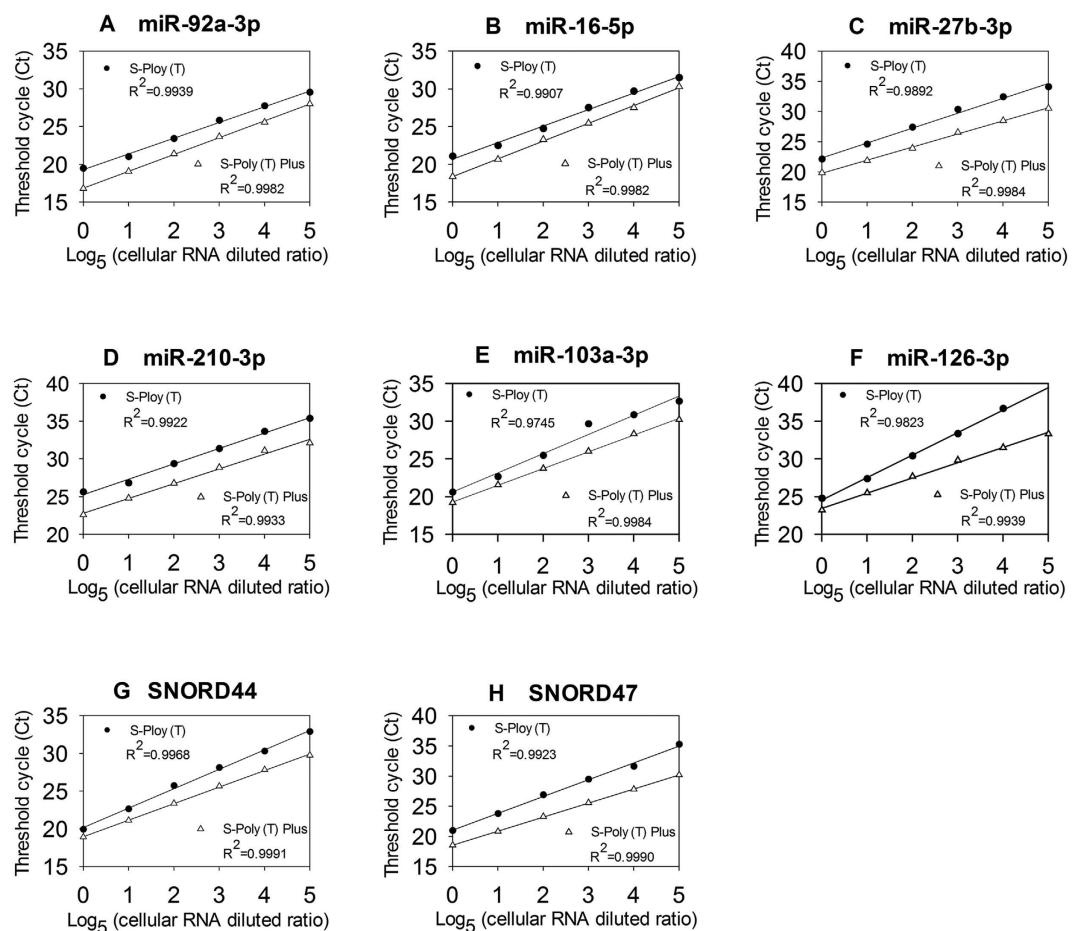 A miR-92a-3p
Threshold cycle (Ct)
35
30
25
20
15
S-Ploy (T)
R2=0.9939
S-Poly (T) Plus
R2=0.9982
0 1 2 3 4 5
Log5 (cellular RNA diluted ratio)
B miR-16-5p
Threshold cycle (Ct)
35
30
25
20
15
S-Ploy (T)
R2=0.9907
S-Poly (T) Plus
R2=0.9982
0 1 2 3 4 5
Log5 (cellular RNA diluted ratio)
C miR-27b-3p
Threshold cycle (Ct)
40
35
30
25
20
15
S-Ploy (T)
R2=0.9892
S-Poly (T) Plus
R2=0.9984
0 1 2 3 4 5
Log5 (cellular RNA diluted ratio)
D miR-210-3p
Threshold cycle (Ct)
40
35
30
25
20
S-Ploy (T)
R2=0.9922
S-Poly (T) Plus
R2=0.9933
0 1 2 3 4 5
Log5 (cellular RNA diluted ratio)
E miR-103a-3p
Threshold cycle (Ct)
35
30
25
20
15
S-Ploy (T)
R2=0.9745
S-Poly (T) Plus
R2=0.9984
0 1 2 3 4 5
Log5 (cellular RNA diluted ratio)
F miR-126-3p
Threshold cycle (Ct)
40
35
30
25
20
S-Ploy (T)
R2=0.9823
S-Poly (T) Plus
R2=0.9939
0 1 2 3 4 5
Log5 (cellular RNA diluted ratio)
G SNORD44
Threshold cycle (Ct)
35
30
25
20
15
S-Ploy (T)
R2=0.9968
S-Poly (T) Plus
R2=0.9991
0 1 2 3 4 5
Log5 (cellular RNA diluted ratio)
H SNORD47
Threshold cycle (Ct)
40
35
30
25
20
15
S-Ploy (T)
R2=0.9923
S-Poly (T) Plus
R2=0.9990
0 1 2 3 4 5
Log5 (cellular RNA diluted ratio)